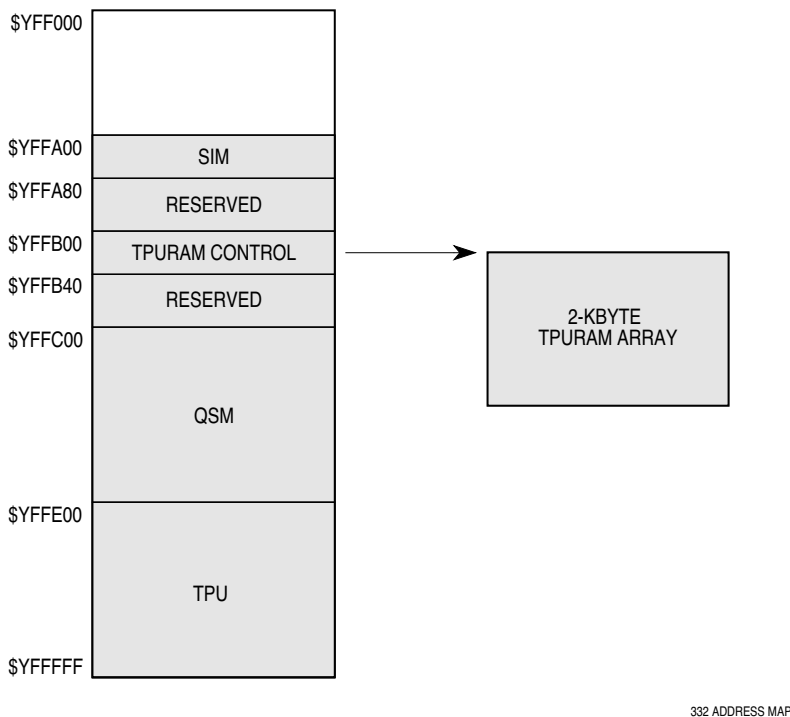 $YFF000
$YFFA00
SIM
$YFFA80
RESERVED
$YFFB00
TPURAM CONTROL
$YFFB40
RESERVED
$YFFC00
QSM
$YFFE00
TPU
$YFFFFF
2-KBYTE
TPURAM ARRAY
332 ADDRESS MAP